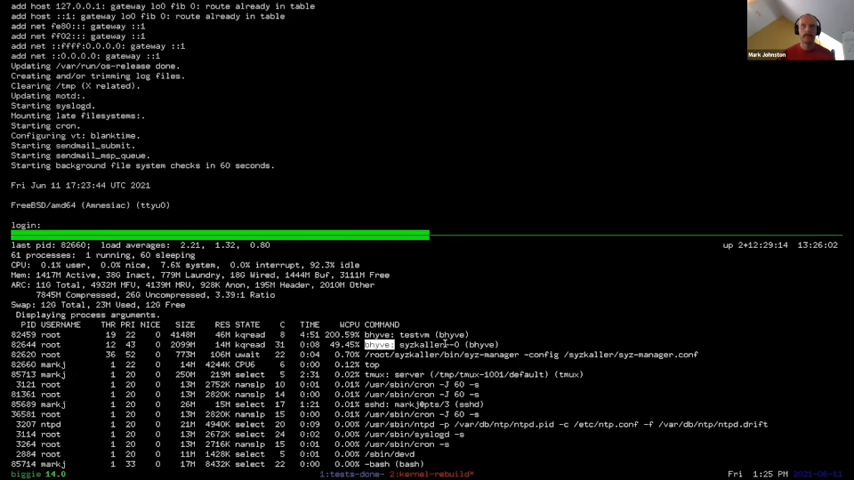 add host 127.0.0.1: gateway lo0 fib 0: route already in table
add host ::1: gateway lo0 fib 0: route already in table
add net fe80::: gateway ::1
add net ff02::: gateway ::1
add net ::ffff:0.0.0.0: gateway ::1
add net ::0.0.0.0: gateway ::1
Updating /var/run/os-release done.
Creating and/or trimming log files.
Clearing /tmp (X related).
Updating motd:.
Starting syslogd.
Mounting late filesystems:.
Starting cron.
Configuring vt: blanktime.
Starting sendmail_submit.
Starting sendmail_msp_queue.
Starting background file system checks in 60 seconds.
Fri Jun 11 17:23:44 UTC 2021
FreeBSD/amd64 (Amnesiac) (ttyu0)
login:
Mark Johnston
last pid: 82660; load averages: 2.21, 1.32, 0.80 up 2+12:29:14 13:26:02
61 processes: 1 running, 60 sleeping
CPU: 0.1% user, 0.0% nice, 7.6% system, 0.0% interrupt, 92.3% idle
Mem: 1417M Active, 38G Inact, 779M Laundry, 18G Wired, 1444M Buf, 3111M Free
ARC: 11G Total, 4932M MFU, 4139M MRU, 928K Anon, 195M Header, 2010M Other
7845M Compressed, 26G Uncompressed, 3.39:1 Ratio
Swap: 12G Total, 23M Used, 12G Free
Displaying process arguments.
PID USERNAME THR PRI NICE SIZE RES STATE C TIME WCPU COMMAND
82459 root 19 22 0 4148M 46M kqread 8 4:51 200.59% bhyve: testvm (bhyve)
82644 root 12 43 0 2099M 14M kqread 31 0:08 49.45% bhyve: syzkaller-0 (bhyve)
82620 root 36 52 0 773M 106M uwait 22 0:04 0.70% /root/syzkaller/bin/syz-manager -config /syzkaller/syz-manager.conf
82660 markj 1 22 0 14M 4244K CPU6 6 0:00 0.12% top
85713 markj 1 20 0 24M 14M select 5 2:31 0.02% tmux: server (/tmp/tmux-1001/default) (tmux)
3121 root 1 20 0 13M 2752K nanslp 10 0:01 0.01% /usr/sbin/cron -J 60 -s
81361 root 1 20 0 13M 2820K nanslp 14 0:00 0.00% /usr/sbin/cron -J 60 -s
85689 markj 1 20 0 26M 15M select 17 1:21 0.00% sshd: markj@pts/3 (sshd)
36581 root 1 20 0 13M 2820K nanslp 15 0:00 0.00% /usr/sbin/cron -J 60 -s
3207 ntpd 1 20 0 21M 4940K select 20 0:09 0.00% /usr/sbin/ntpd -p /var/db/ntp/ntpd.pid -c /etc/ntp.conf -f /var/db/ntp/ntpd.drift
3114 root 1 20 0 13M 2672K select 24 0:02 0.00% /usr/sbin/syslogd -s
3264 root 1 20 0 13M 2716K nanslp 15 0:01 0.00% /usr/sbin/cron -s
2884 root 1 20 0 11M 1428K select 5 0:01 0.00% /sbin/devd
85714 markj 1 33 0 17M 8432K select 22 0:00 0.00% -bash (bash)
biggie 14.0 1:tests-done- 2:kernel-rebuild* Fri 1:25 PM 2021-06-11